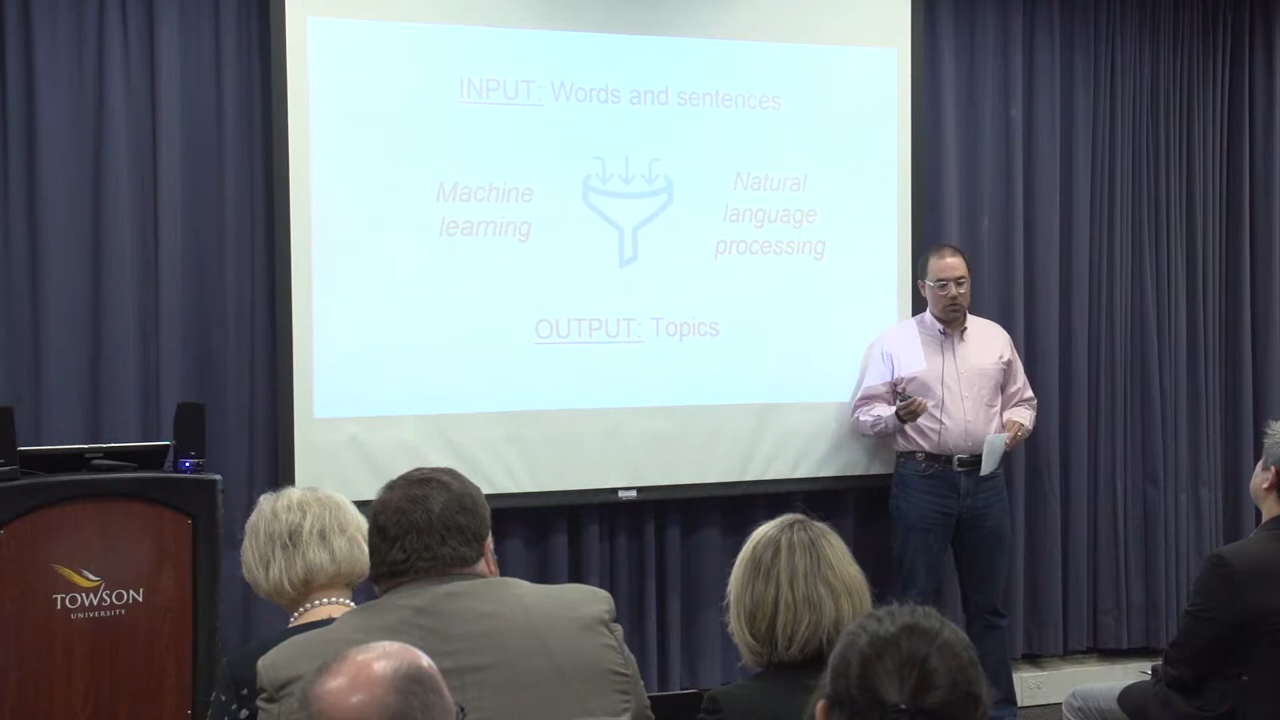 INPUT: Words and sentences
Machine
learning
Natural
language
processing
OUTPUT: Topics
TOWSON
UNIVERSITY